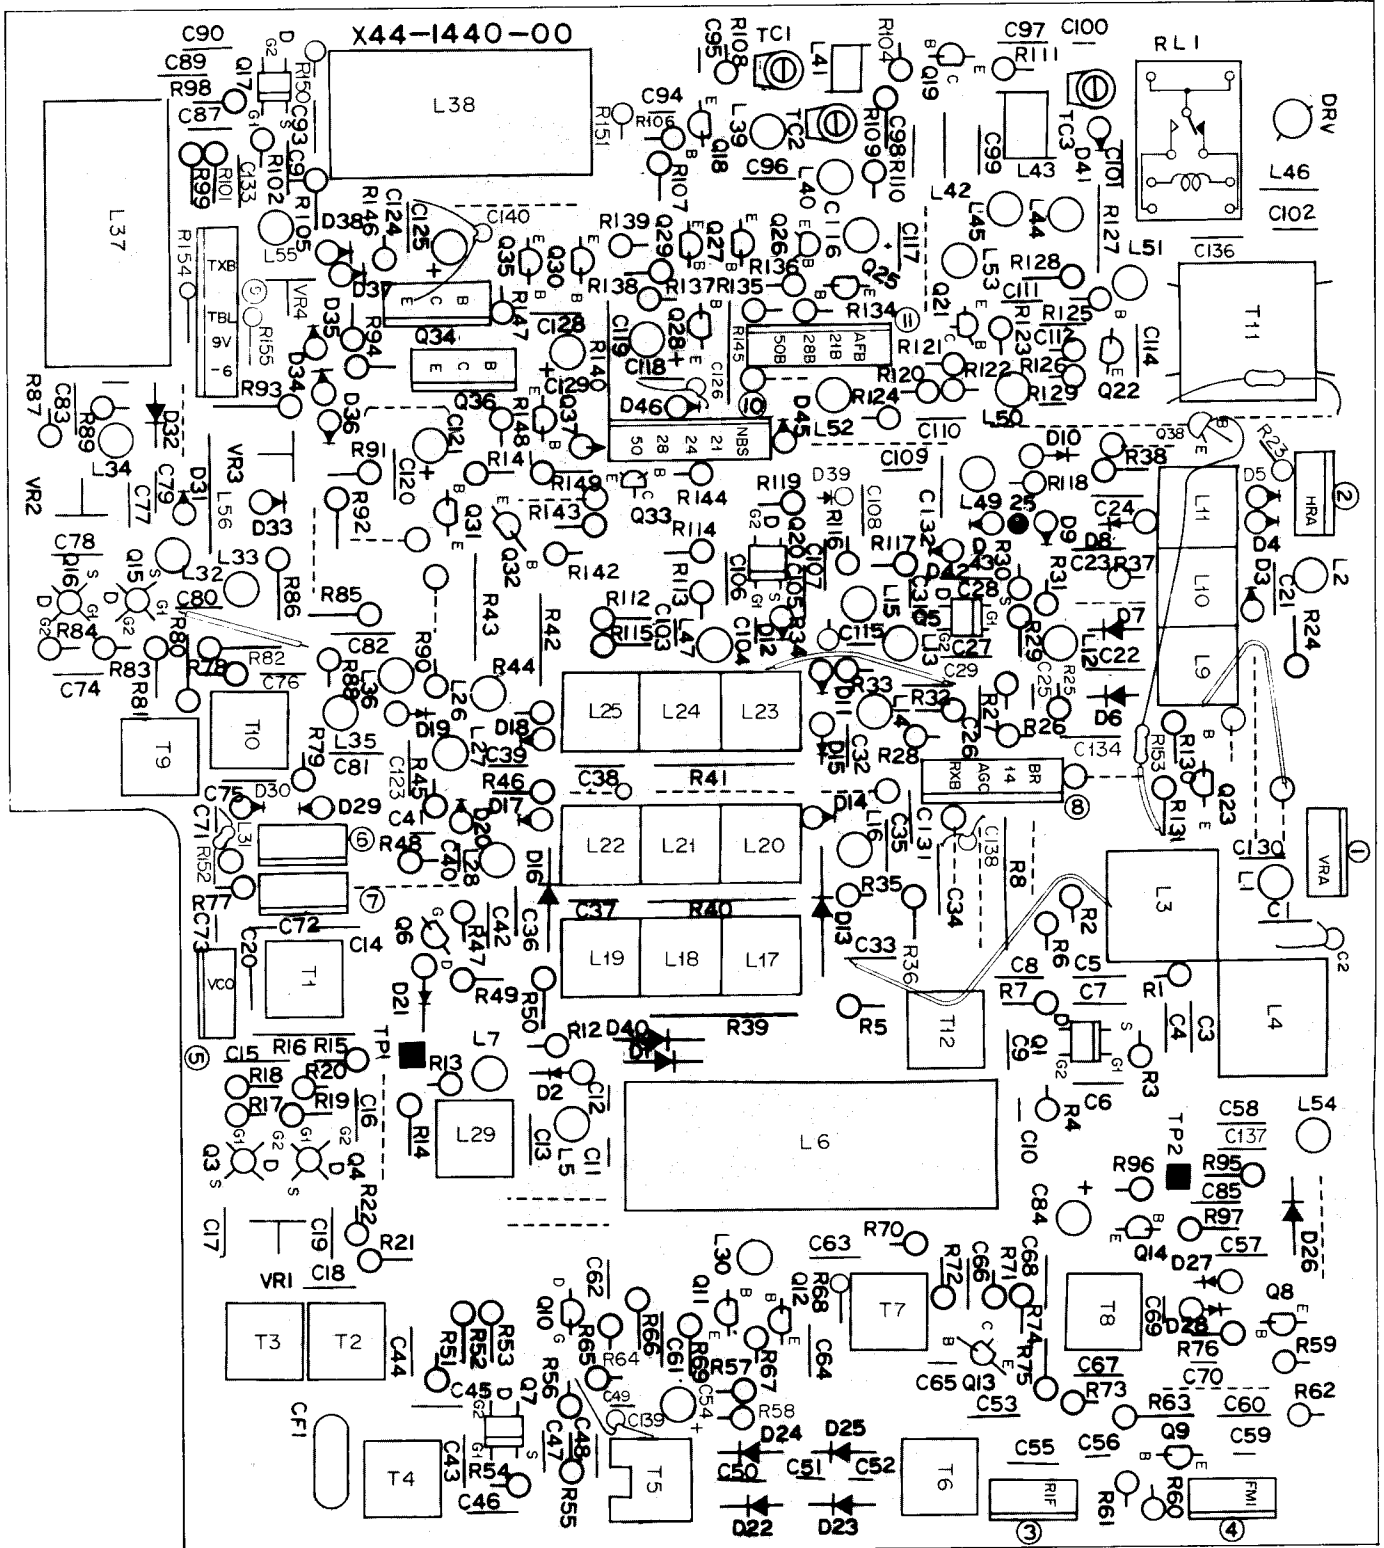 X44-1440-00
C90
D
G2
C89
Q17
R98
R150
C87
G1
S
C93
R99
R101
C133
R102
C91
R105
L38
L37
R151
C94
R106
C95
R108
TC1
L41
R104
B
C
E
Q19
C97
R111
C100
RL1
DRV
L39
TC2
Q18
R109
C98
R110
C99
L43
TC3
D41
C101
L46
C102
R107
C96
L40
L42
L45
L44
R127
C136
R154
TXB
TBL
9V
-6
9
R155
L55
VR4
D38
D37
R146
C124
C125
C140
Q35
Q30
R139
Q29
Q27
Q26
C116
C117
R138
R137
R135
R136
Q25
Q21
L53
R128
C111
L51
R125
E C B
Q34
R147
C128
C119
Q28
C118
R145
50B
28B
21B
AFB
11
R134
R121
R123
C112
R126
C114
T11
D35
R94
D34
R93
D36
E C B
Q36
C129
R140
C126
10
R120
R122
R129
Q22
L50
R87
C83
R89
D32
L34
VR2
R148
Q37
D46
D45
L52
R124
C110
50
28
24
21
NBS
C121
C120
R91
R14
R149
R144
R143
Q33
R119
D39
C109
C108
D10
R118
R38
Q38
R23
D5
HRA
2
C79
C77
D31
L56
VR3
D33
R92
Q31
Q32
R142
R114
G2
D
Q20
R116
C107
C105
R117
C132
L49
25
D9
D8
C24
C23
R37
L11
D4
C78
Q16
Q15
L32
L33
R86
C80
R85
R43
R42
R112
R115
C103
R113
C106
G1
S
L47
C104
D12
R34
L15
C115
C31
D42
D43
C28
R30
R31
Q5
L10
D3
C21
L2
R24
R84
R83
R80
R78
R82
C76
C74
R81
C82
R88
L36
R90
L26
R44
L13
C27
C29
R29
C25
R25
L12
D7
C22
L9
D6
T9
T10
R79
L35
C81
C123
D19
L27
D18
C39
L25
L24
L23
D11
R33
D15
C32
R32
R28
C26
R27
R26
C134
R153
R130
Q23
C75
D30
D29
R45
C41
R46
D17
C38
R41
D14
L16
RXB
AGC
14
BR
8
C138
R131
C71
L31
R152
6
7
R77
C73
R48
C40
D20
L28
D16
L22
L21
L20
C35
C131
R35
R8
L3
C130
L1
C1
C2
VRA
1
C72
C14
C20
T1
VCO
5
Q6
G
D
R47
C42
C36
C37
R40
D13
C34
C33
R36
R2
R6
C5
C7
C8
R7
R1
D21
R49
R50
L19
L18
L17
R39
R5
T12
C9
Q1
C4
C3
L4
R16
R15
TP1
C15
R18
R20
R17
R19
C16
R14
R13
L7
R12
D40
D1
D2
C12
C6
R3
R4
L29
C13
L5
C11
L6
C10
C58
C137
L54
TP2
Q3
Q4
R22
R21
C17
VR1
C19
C18
R96
R95
C85
C84
R97
C57
Q14
D26
D27
R70
C63
L30
C62
C68
R72
C66
R71
T3
T2
C44
R51
R52
R53
Q10
R65
R64
R66
Q11
Q12
R69
C61
R57
R67
R68
C64
T7
Q13
C65
R74
R75
T8
C69
D28
Q8
R76
C70
R59
C67
R73
CF1
T4
C45
C43
Q7
R56
R54
C46
C47
C48
R55
C49
C139
T5
C54
R58
D24
D25
C50
C51
C52
D22
D23
T6
C53
C55
C56
R63
C60
R62
Q9
C59
RIF
3
R61
R60
FM1
4